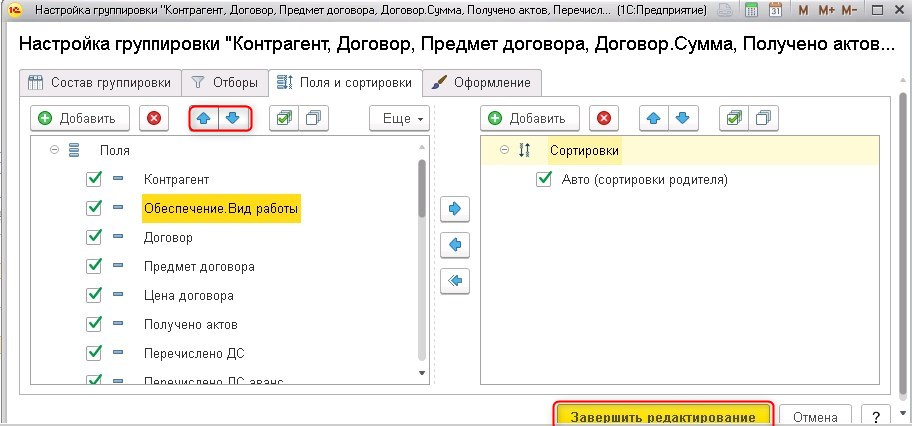 Настройка группировки "Контрагент, Договор, Предмет договора, Договор.Сумма, Получено актов, Перечисл... (1С:Предприятие)
M M+ M-
Настройка группировки "Контрагент, Договор, Предмет договора, Договор.Сумма, Получено актов...
Состав группировки Отборы Поля и сортировки Оформление
Добавить Еще Добавить
Поля
Контрагент
Обеспечение.Вид работы
Договор
Предмет договора
Цена договора
Получено актов
Перечислено ДС
Перечислено ДС аванс
Сортировки
Авто (сортировки родителя)
Завершить редактирование Отмена ?